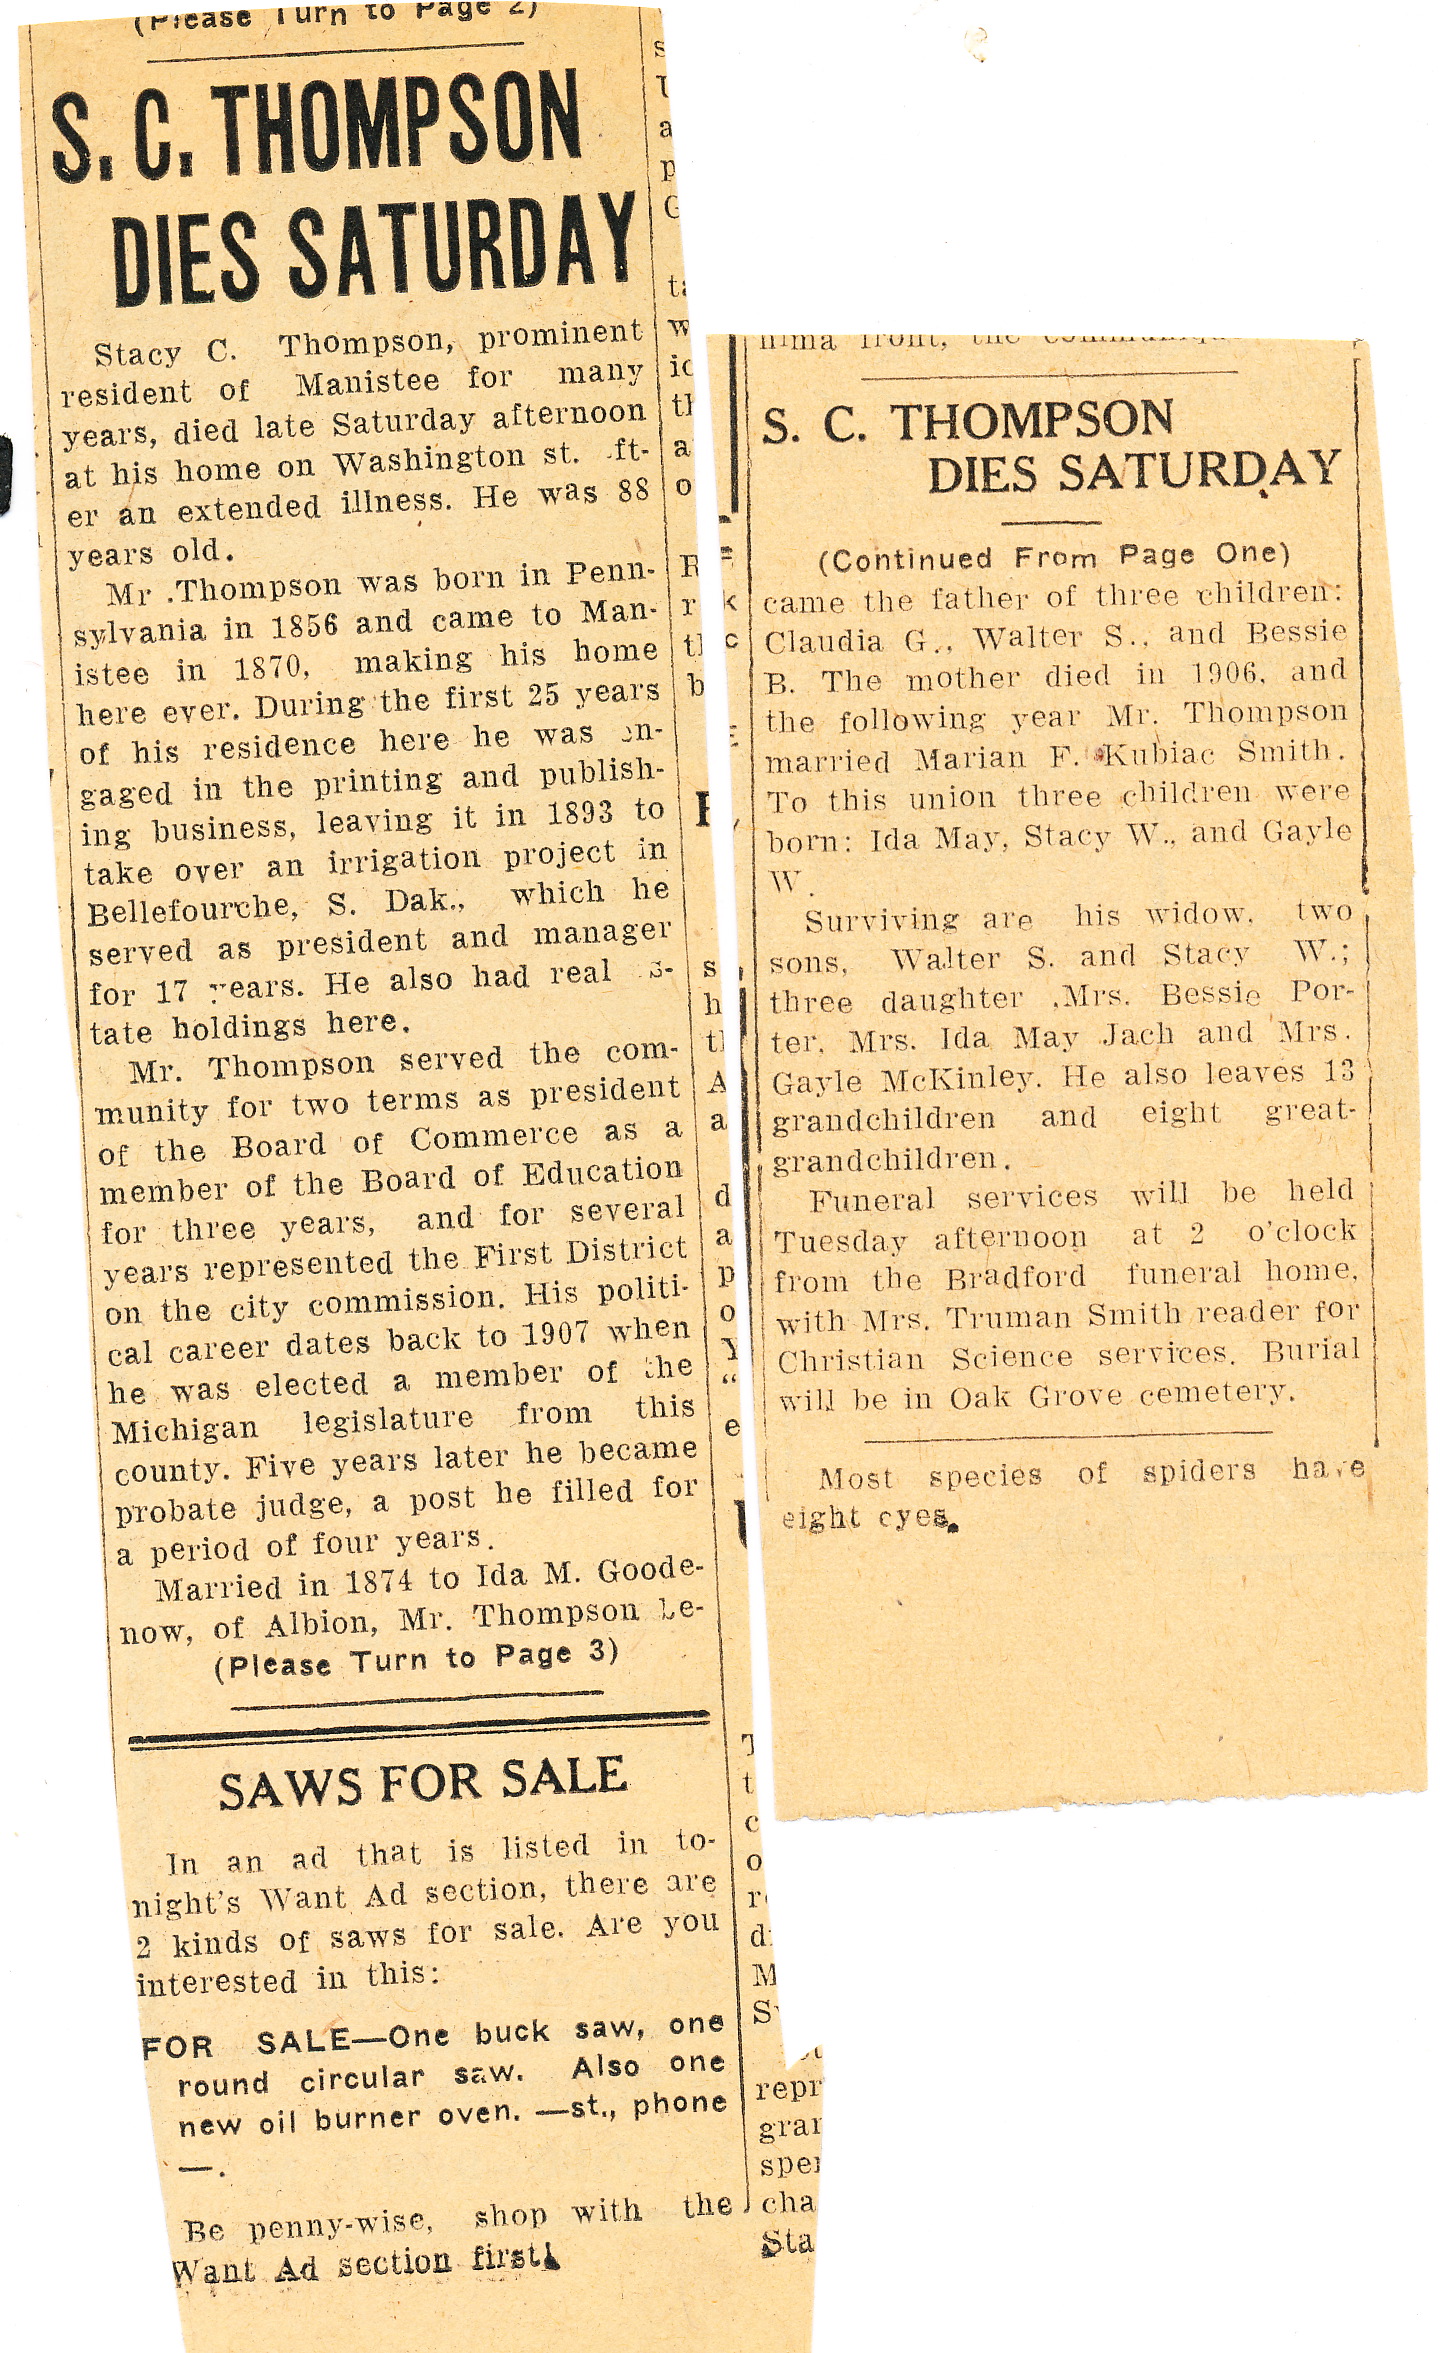 (Please Turn to Page 2)
S. C. THOMPSON
DIES SATURDAY
Stacy C. Thompson, prominent
resident of Manistee for many
years, died late Saturday afternoon
at his home on Washington st. ft-
er an extended illness. He was 88
years old.
Mr .Thompson was born in Penn-
sylvania in 1856 and came to Man-
istee in 1870, making his home
here ever. During the first 25 years
of his residence here he was en-
gaged in the printing and publish-
ing business, leaving it in 1893 to
take over an irrigation project in
Bellefourche, S. Dak., which he
served as president and manager
for 17 years. He also had real s-
tate holdings here.
Mr. Thompson served the com-
munity for two terms as president
of the Board of Commerce as a
member of the Board of Education
for three years, and for several
years represented the First District
on the city commission. His politi-
cal career dates back to 1907 when
he was elected a member of the
Michigan legislature from this
county. Five years later he became
probate judge, a post he filled for
a period of four years.
Married in 1874 to Ida M. Goode-
now, of Albion, Mr. Thompson be-
(Please Turn to Page 3)
SAWS FOR SALE
In an ad that is listed in to-
night's Want Ad section, there are
2 kinds of saws for sale. Are you
interested in this:
FOR SALE—One buck saw, one
round circular saw. Also one
new oil burner oven. —st., phone
—.
Be penny-wise, shop with the
Want Ad section first!
repr
gran
spe
cha
Sta
S. C. THOMPSON
DIES SATURDAY
(Continued From Page One)
came the father of three children:
Claudia G., Walter S., and Bessie
B. The mother died in 1906, and
the following year Mr. Thompson
married Marian F. Kubiac Smith.
To this union three children were
born: Ida May, Stacy W., and Gayle
W.
Surviving are his widow, two
sons, Walter S. and Stacy W.;
three daughter ,Mrs. Bessie Por-
ter, Mrs. Ida May Jach and Mrs.
Gayle McKinley. He also leaves 13
grandchildren and eight great-
grandchildren.
Funeral services will be held
Tuesday afternoon at 2 o'clock
from the Bradford funeral home,
with Mrs. Truman Smith reader for
Christian Science services. Burial
will be in Oak Grove cemetery.
Most species of spiders have
eight eyes.